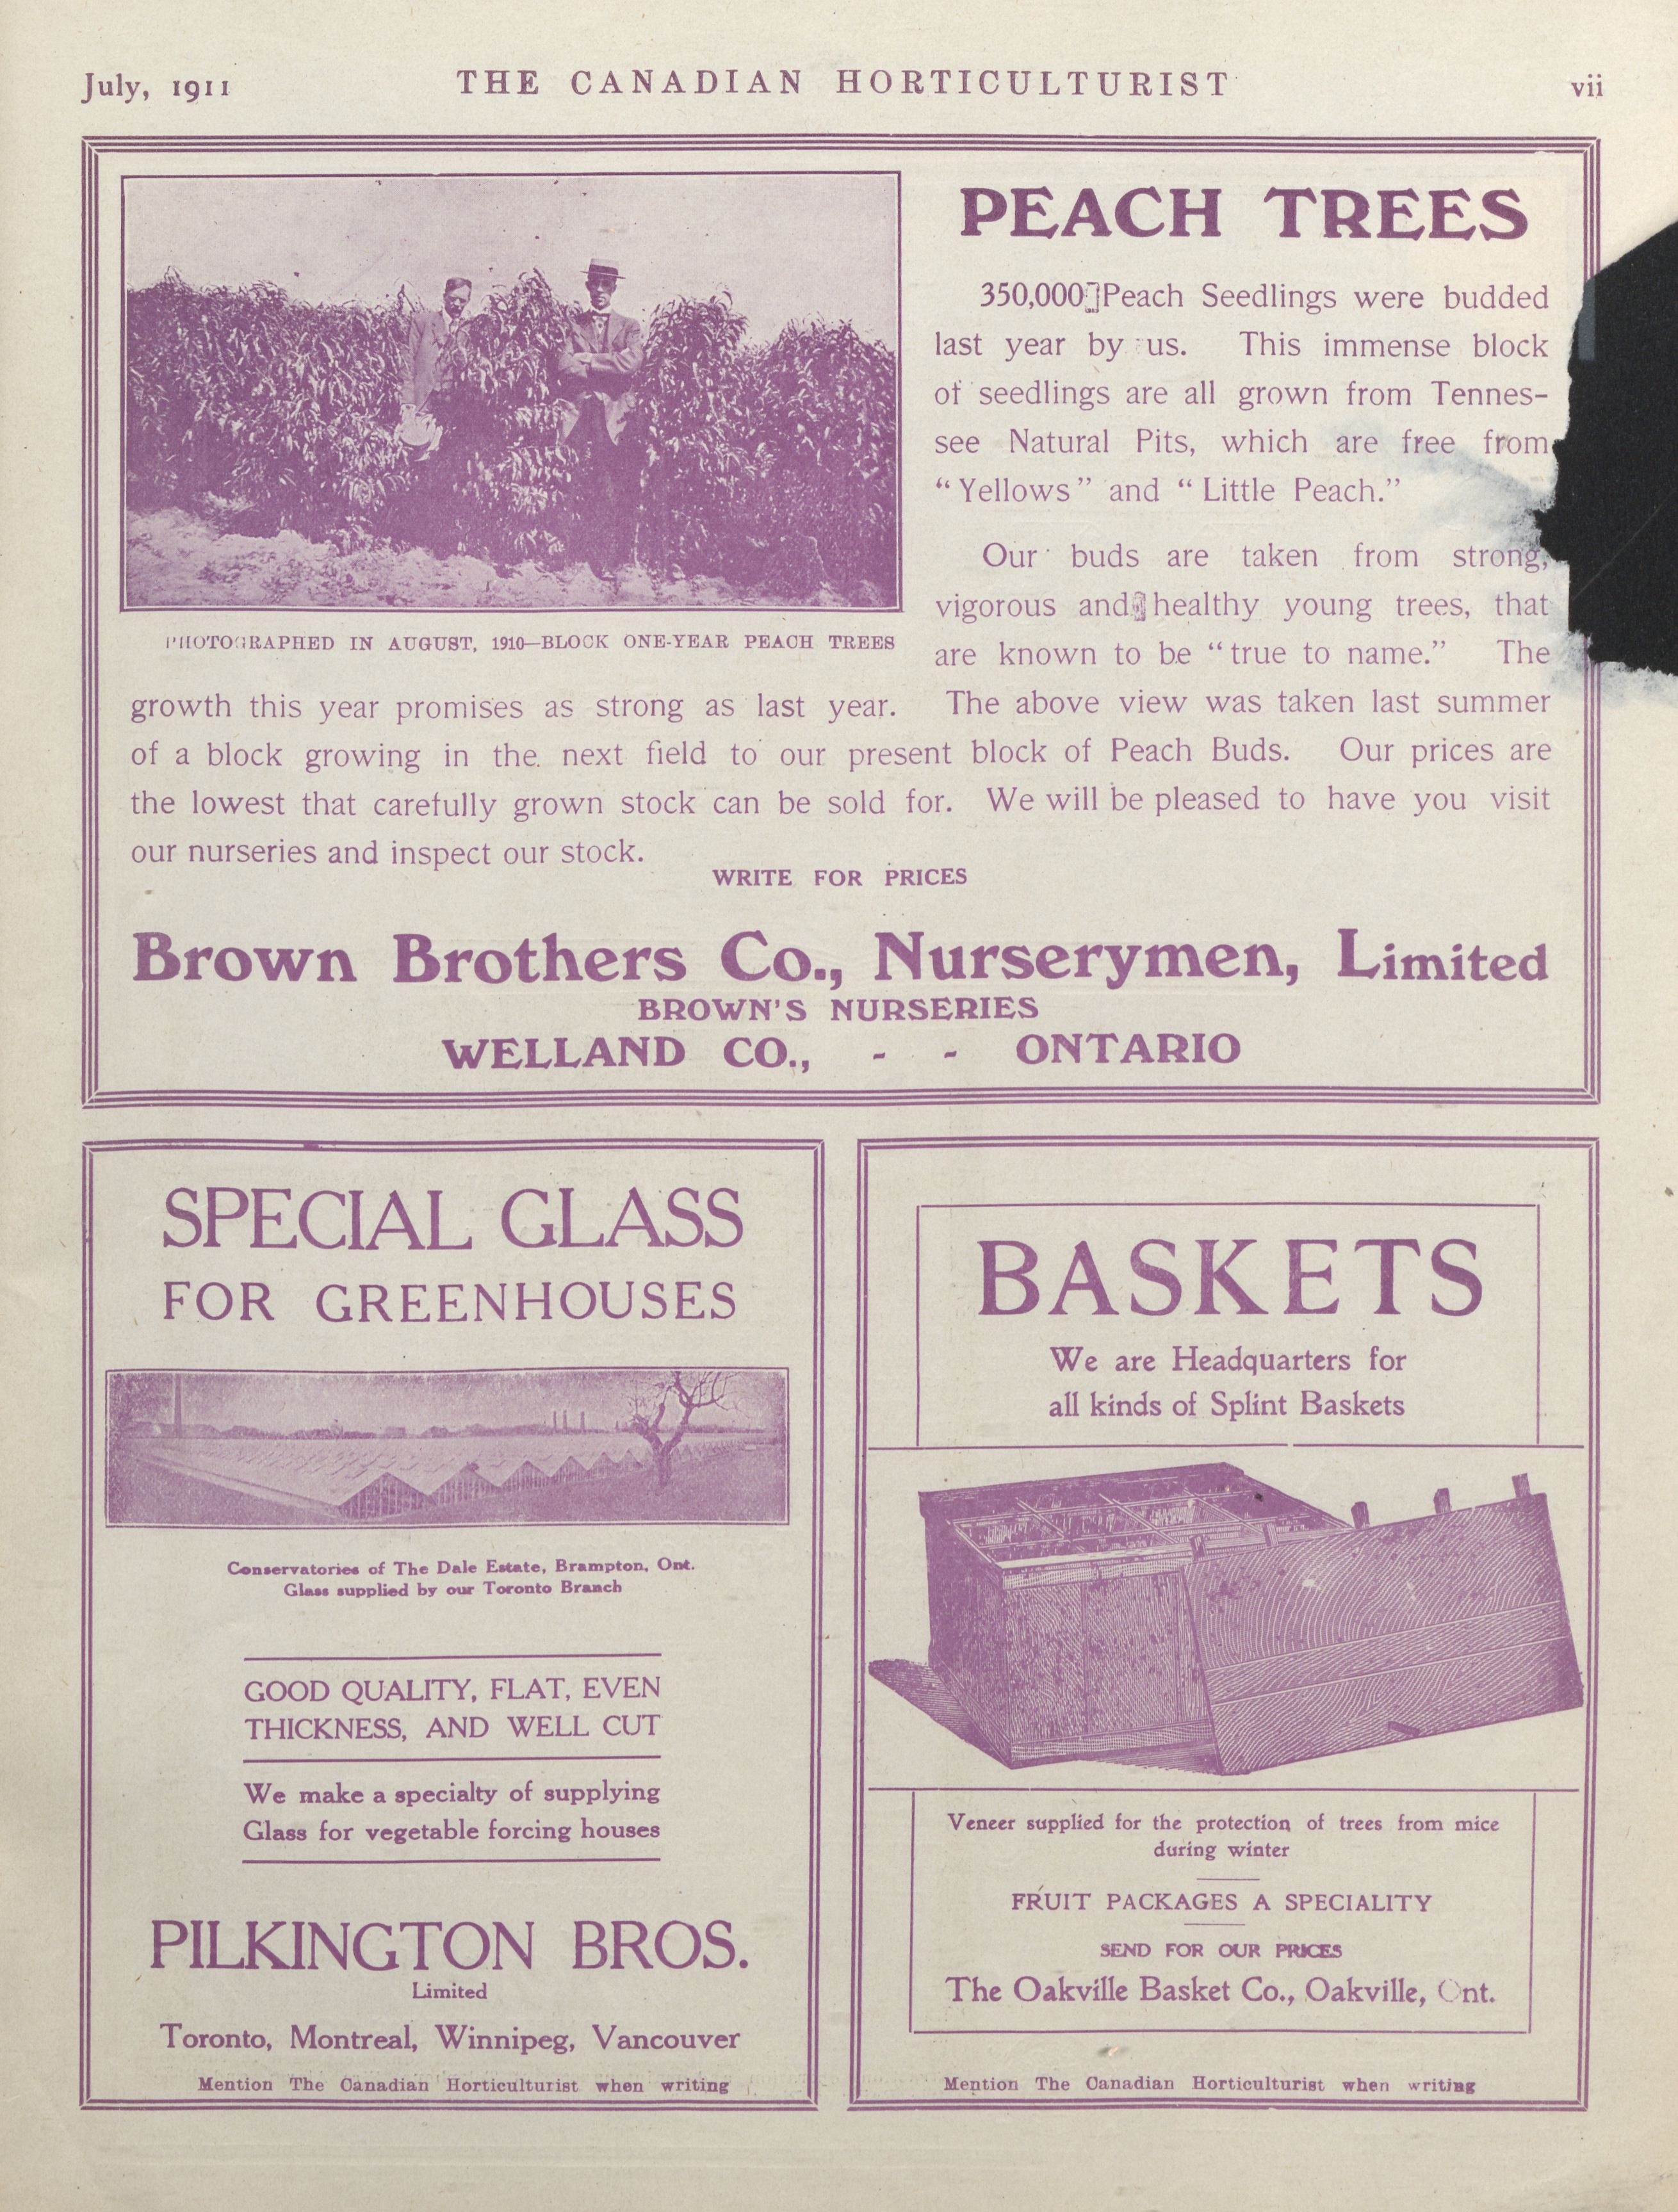 July, 1911
THE CANADIAN HORTICULTURIST
vii
PHOTOGRAPHED IN AUGUST, 1910—BLOCK ONE-YEAR PEACH TREES
PEACH TREES
350,000 Peach Seedlings were budded
last year by us. This immense block
of seedlings are all grown from Tennes-
see Natural Pits, which are free from
“Yellows” and “Little Peach.”
Our buds are taken from strong,
vigorous and healthy young trees, that
are known to be “true to name.” The
growth this year promises as strong as last year. The above view was taken last summer
of a block growing in the next field to our present block of Peach Buds. Our prices are
the lowest that carefully grown stock can be sold for. We will be pleased to have you visit
our nurseries and inspect our stock.
WRITE FOR PRICES
Brown Brothers Co., Nurserymen, Limited
BROWN'S NURSERIES
WELLAND CO., - - ONTARIO
SPECIAL GLASS
FOR GREENHOUSES
Conservatories of The Dale Estate, Brampton, Ont.
Glass supplied by our Toronto Branch
GOOD QUALITY, FLAT, EVEN
THICKNESS, AND WELL CUT
We make a specialty of supplying
Glass for vegetable forcing houses
PILKINGTON BROS.
Limited
Toronto, Montreal, Winnipeg, Vancouver
Mention The Canadian Horticulturist when writing
BASKETS
We are Headquarters for
all kinds of Splint Baskets
Veneer supplied for the protection of trees from mice
during winter
FRUIT PACKAGES A SPECIALITY
SEND FOR OUR PRICES
The Oakville Basket Co., Oakville, Ont.
Mention The Canadian Horticulturist when writing